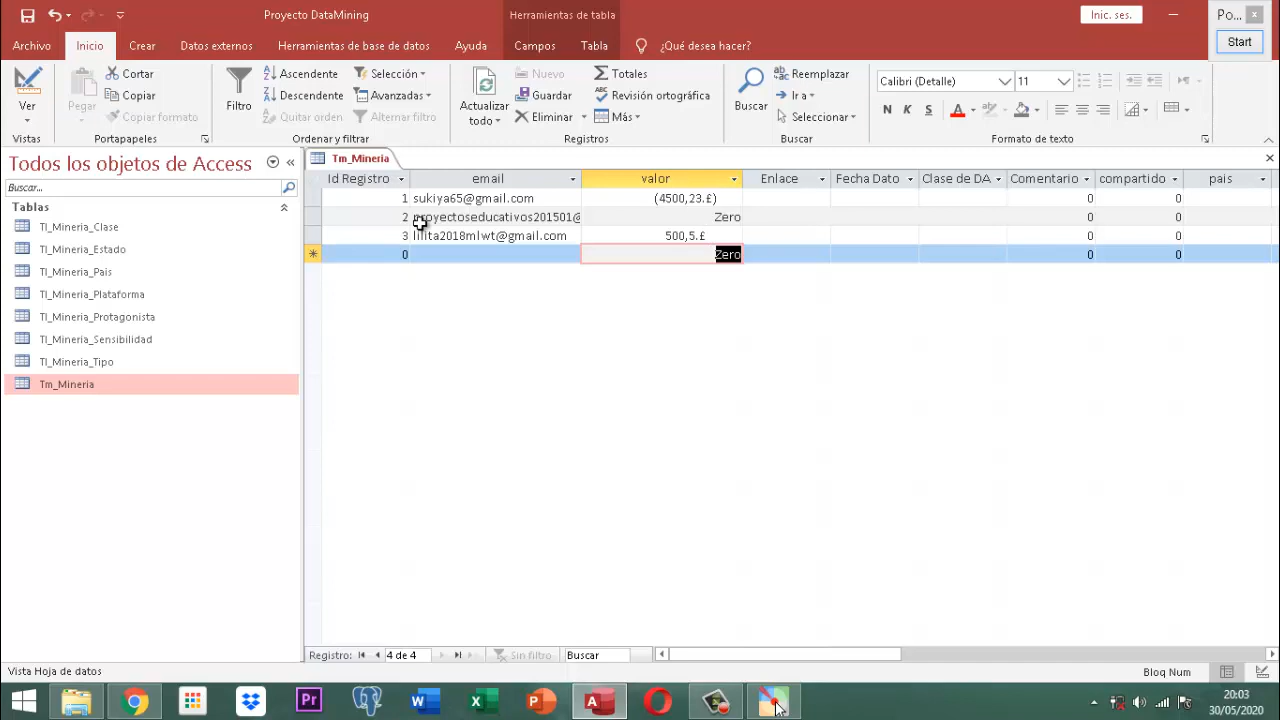 Proyecto DataMining
Herramientas de tabla
Inic. ses.
Po...
Archivo Inicio Crear Datos externos Herramientas de base de datos Ayuda Campos Tabla ¿Qué desea hacer?
Start
Ver
Vistas
Pegar
Cortar
Copiar
Copiar formato
Portapapeles
Filtro
Ascendente
Descendente
Quitar orden
Selección
Avanzadas
Alternar filtro
Ordenar y filtrar
Actualizar todo
Nuevo
Guardar
Eliminar
Totales
Revisión ortográfica
Más
Registros
Buscar
Reemplazar
Ir a
Seleccionar
Buscar
Calibri (Detalle) 11
N K S
Formato de texto
Todos los objetos de Access
Buscar...
Tablas
Tl_Mineria_Clase
Tl_Mineria_Estado
Tl_Mineria_Pais
Tl_Mineria_Plataforma
Tl_Mineria_Protagonista
Tl_Mineria_Sensibilidad
Tl_Mineria_Tipo
Tm_Mineria
Tm_Mineria
Id Registro email valor Enlace Fecha Dato Clase de DA Comentario compartido pais
1 sukiya65@gmail.com (4500,23.£) 0 0
2 proyectoseducativos201501@ Zero 0 0
3 2018mlwt@gmail.com 500,5.£ 0 0
0 Zero 0 0
Registro: 4 de 4 Sin filtro Buscar
Vista Hoja de datos
Bloq Num
20:03
30/05/2020